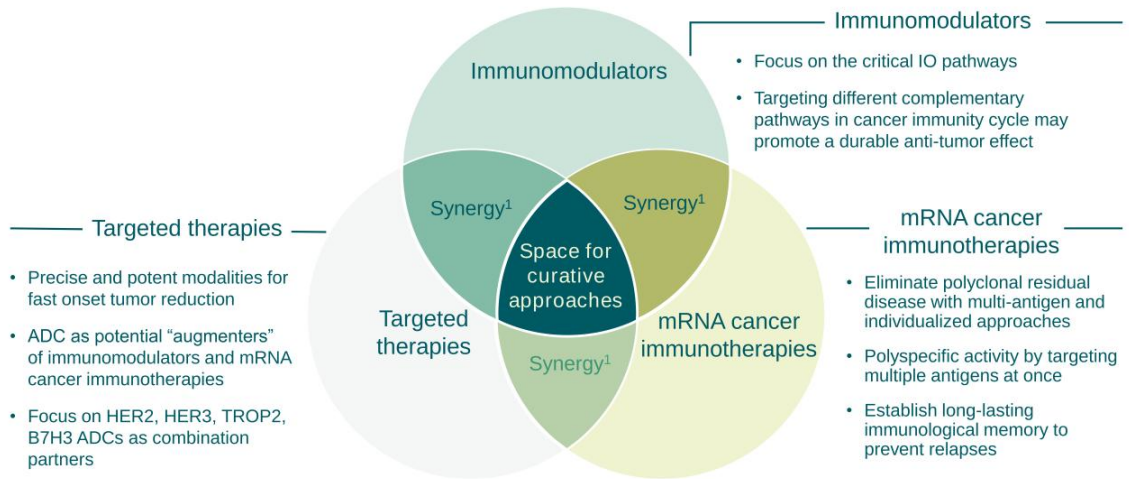 Immunomodulators
• Focus on the critical IO pathways
• Targeting different complementary
pathways in cancer immunity cycle may
promote a durable anti-tumor effect
Immunomodulators
Synergy¹
Synergy¹
Space for
curative
approaches
Targeted
therapies
mRNA cancer
immunotherapies
Synergy¹
Targeted therapies
• Precise and potent modalities for
fast onset tumor reduction
• ADC as potential “augmenters”
of immunomodulators and mRNA
cancer immunotherapies
• Focus on HER2, HER3, TROP2,
B7H3 ADCs as combination
partners
mRNA cancer
immunotherapies
• Eliminate polyclonal residual
disease with multi-antigen and
individualized approaches
• Polyspecific activity by targeting
multiple antigens at once
• Establish long-lasting
immunological memory to
prevent relapses